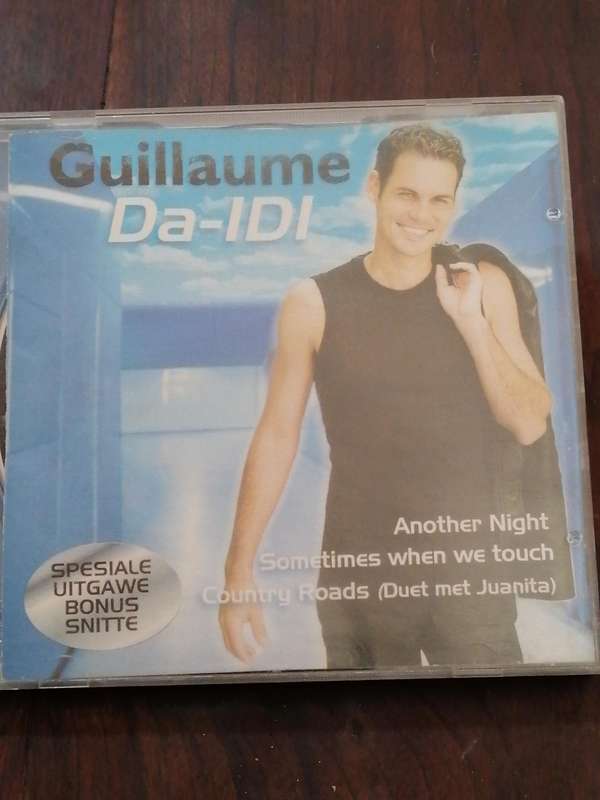 Guillaume
Da-IDI
Another Night
Sometimes when we touch
Country Roads (Duet met Juanita)
SPESIALE
UITGAWE
BONUS
SNITTE